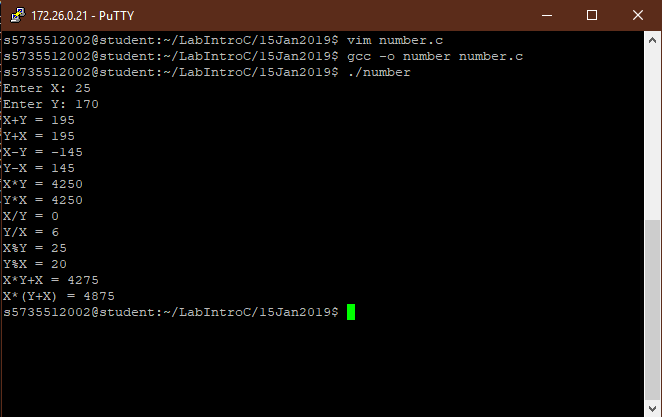 172.26.0.21 - PuTTY
s5735512002@student:~/LabIntroC/15Jan2019$ vim number.c
s5735512002@student:~/LabIntroC/15Jan2019$ gcc -o number number.c
s5735512002@student:~/LabIntroC/15Jan2019$ ./number
Enter X: 25
Enter Y: 170
X+Y = 195
Y+X = 195
X-Y = -145
Y-X = 145
X*Y = 4250
Y*X = 4250
X/Y = 0
Y/X = 6
X%Y = 25
Y%X = 20
X*Y+X = 4275
X*(Y+X) = 4875
s5735512002@student:~/LabIntroC/15Jan2019$